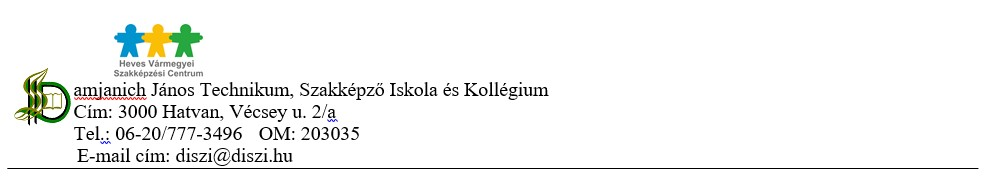 Heves Vármegyei
Szakképzési Centrum
Damjanich János Technikum, Szakképző Iskola és Kollégium
Cím: 3000 Hatvan, Vécsey u. 2/a
Tel.: 06-20/777-3496 OM: 203035
E-mail cím: diszi@diszi.hu